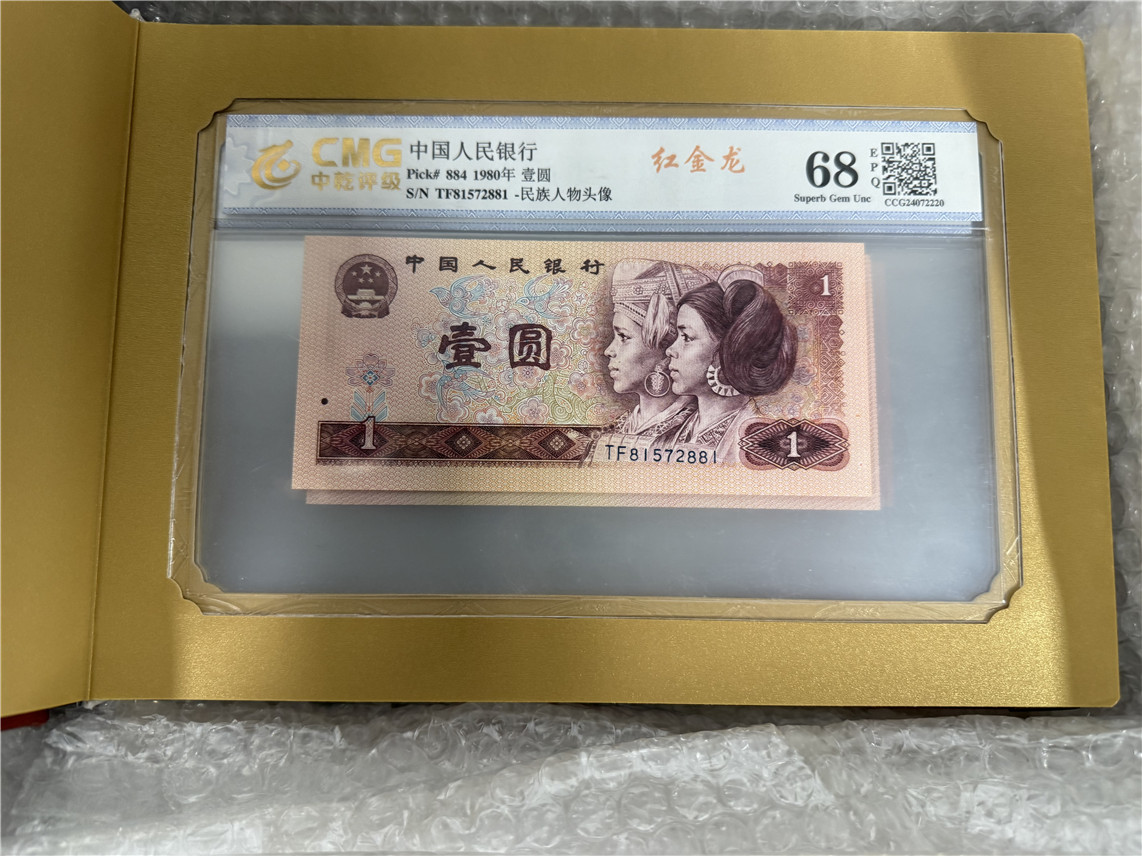 CMG
中乾评级
中国人民银行
Pick# 884 1980年 壹圆
S/N TF81572881 -民族人物头像
红金龙
68
EPQ
Superb Gem Unc
CCG24072220
中国人民银行
1
壹圆
1
TF81572881
1